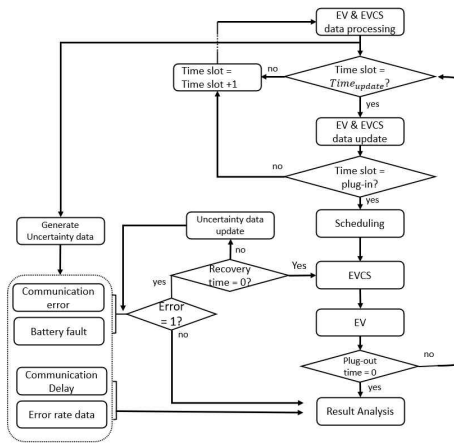 EV & EVCS
data processing
no
Time slot =
Time slot +1
Time slot =
Time_update?
yes
EV & EVCS
data update
no
Time slot =
plug-in?
yes
Generate
Uncertainty data
Uncertainty data
update
Scheduling
no
Recovery
time = 0?
Yes
EVCS
Communication
error
yes
Error
= 1?
Battery fault
EV
no
Communication
Delay
Plug-out
time = 0
no
yes
Error rate data
Result Analysis